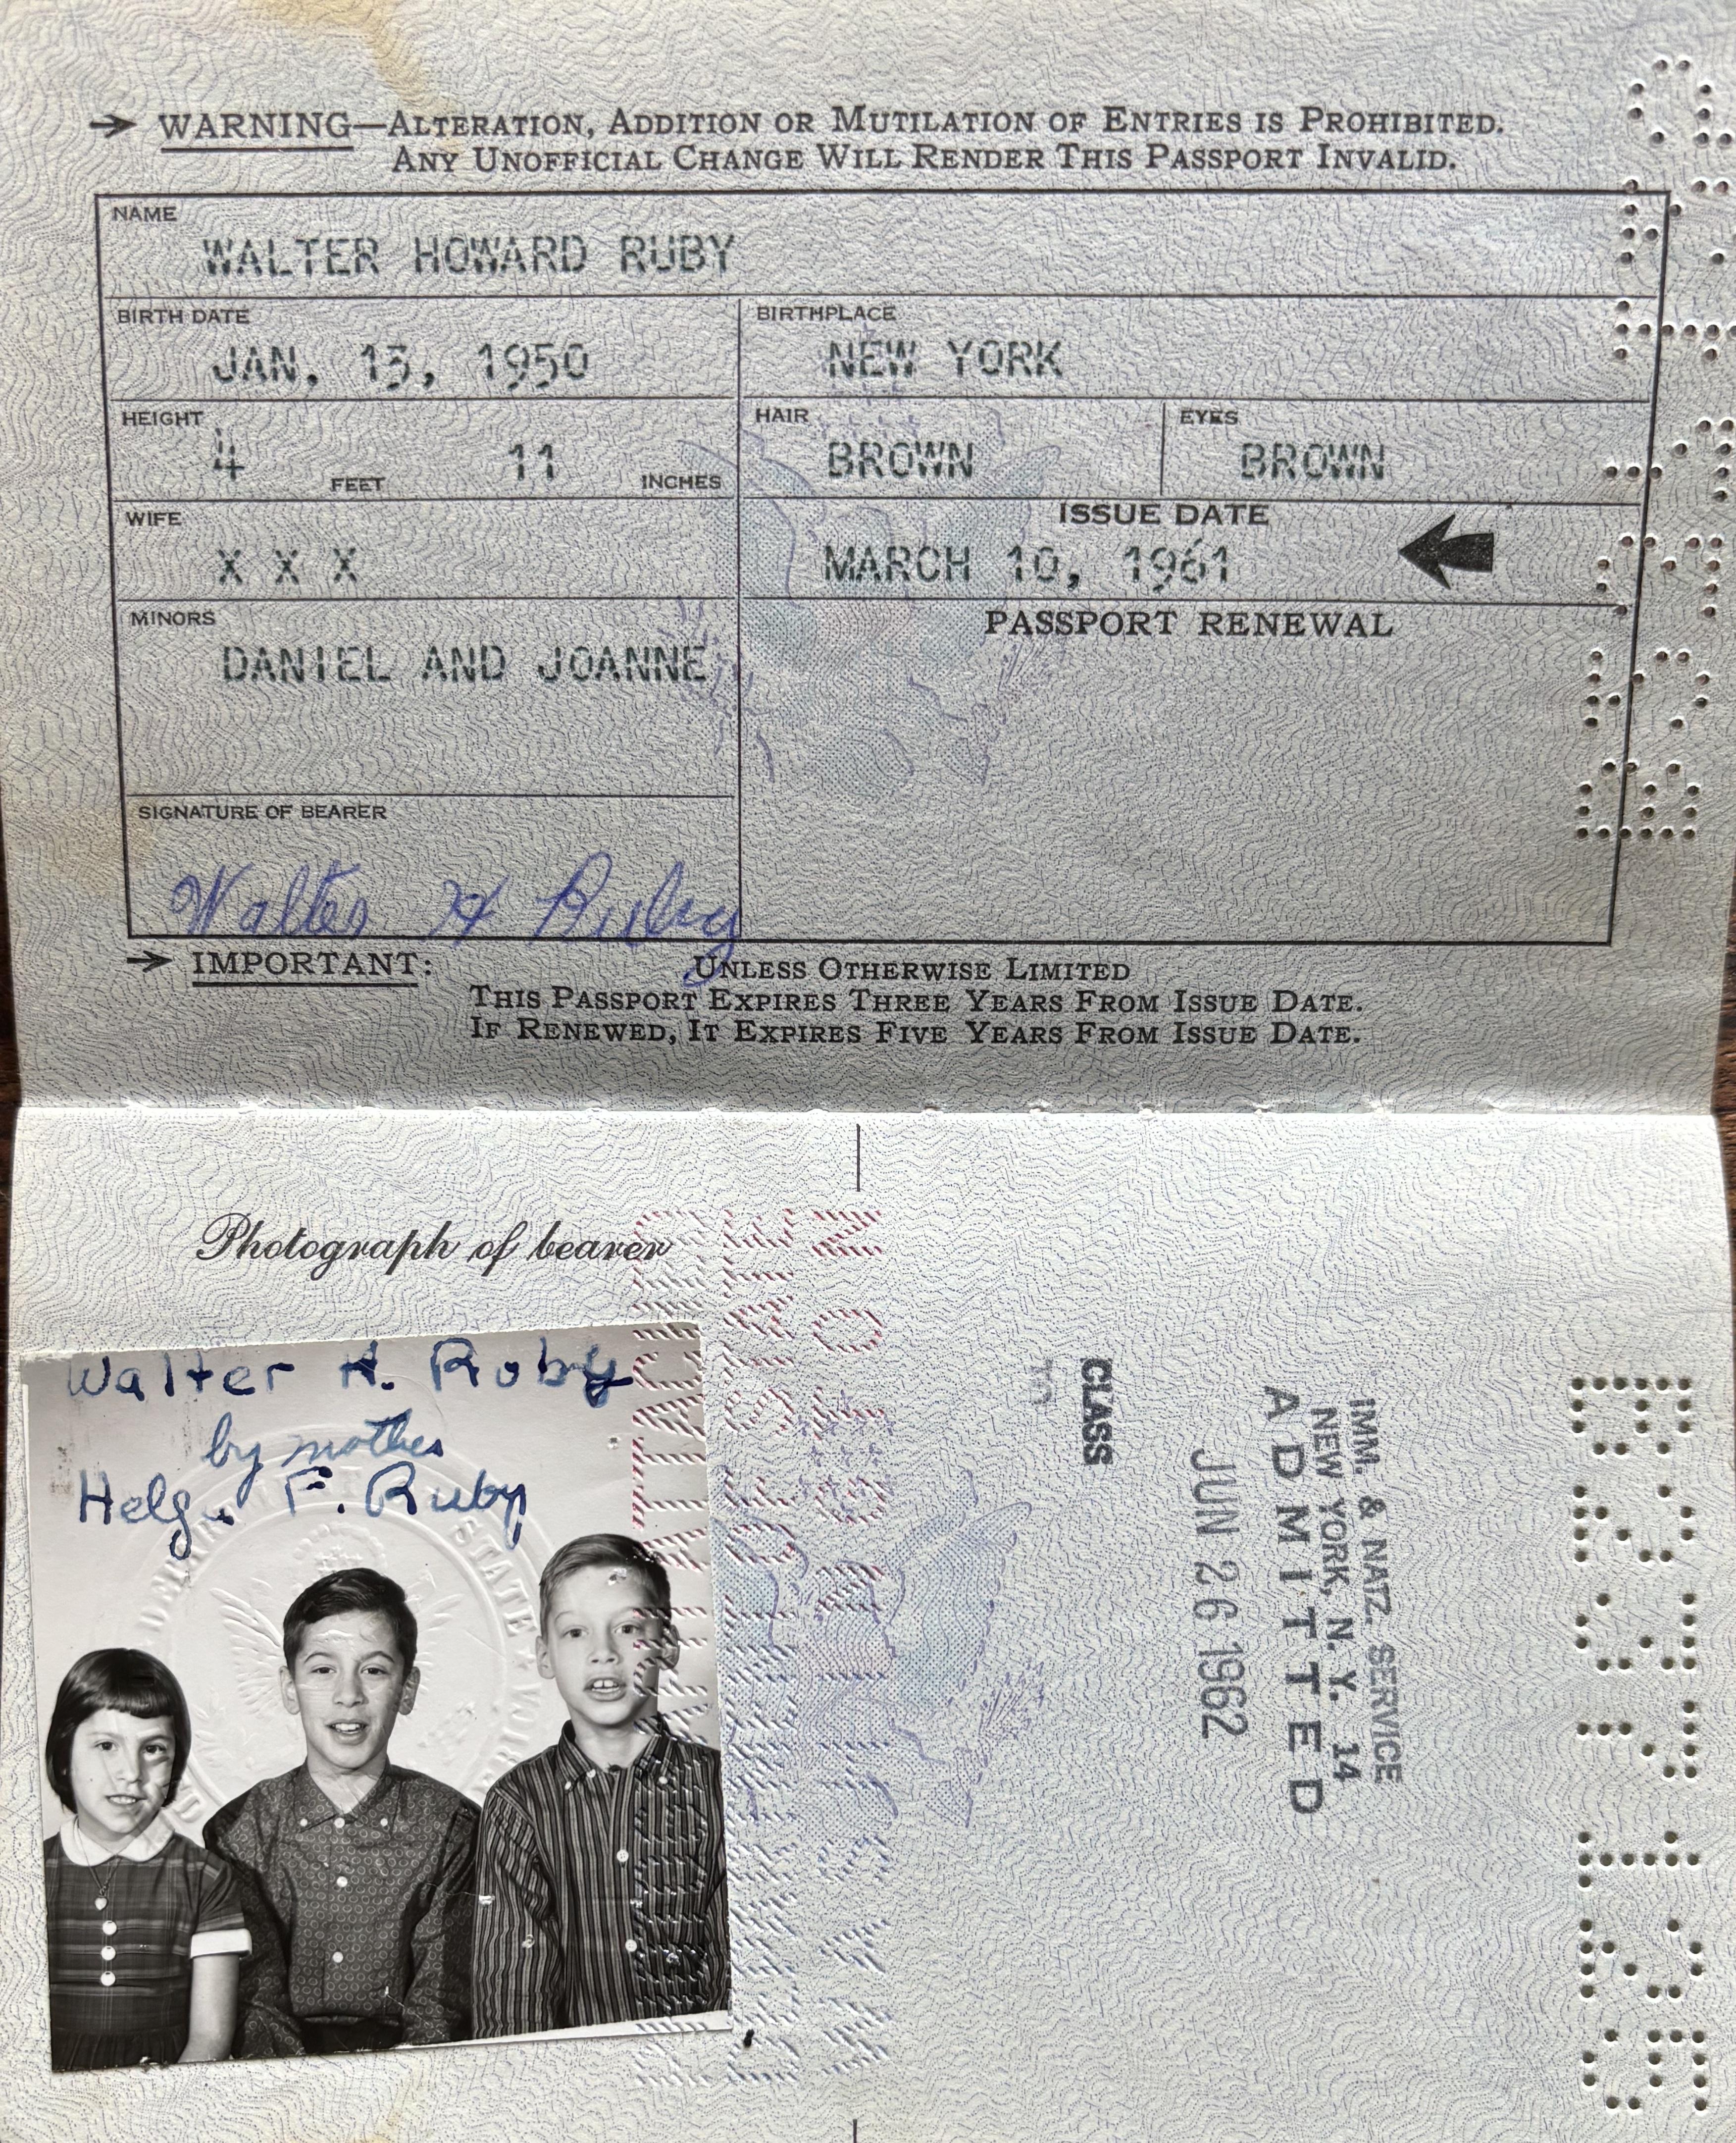 → WARNING—ALTERATION, ADDITION OR MUTILATION OF ENTRIES IS PROHIBITED.
ANY UNOFFICIAL CHANGE WILL RENDER THIS PASSPORT INVALID.
NAME
WALTER HOWARD RUBY
BIRTH DATE
JAN. 13, 1950
BIRTHPLACE
NEW YORK
HEIGHT
4 FEET 11 INCHES
HAIR
BROWN
EYES
BROWN
WIFE
X X X
ISSUE DATE
MARCH 10, 1961
MINORS
DANIEL AND JOANNE
PASSPORT RENEWAL
SIGNATURE OF BEARER
Walter H Ruby
→ IMPORTANT: UNLESS OTHERWISE LIMITED
THIS PASSPORT EXPIRES THREE YEARS FROM ISSUE DATE.
IF RENEWED, IT EXPIRES FIVE YEARS FROM ISSUE DATE.
Photograph of bearer
Walter H. Ruby
by mother
Helga F. Ruby
IMM. & NATZ. SERVICE
NEW YORK, N. Y. 14
ADMITTED
JUN 26 1962
CLASS
B221215